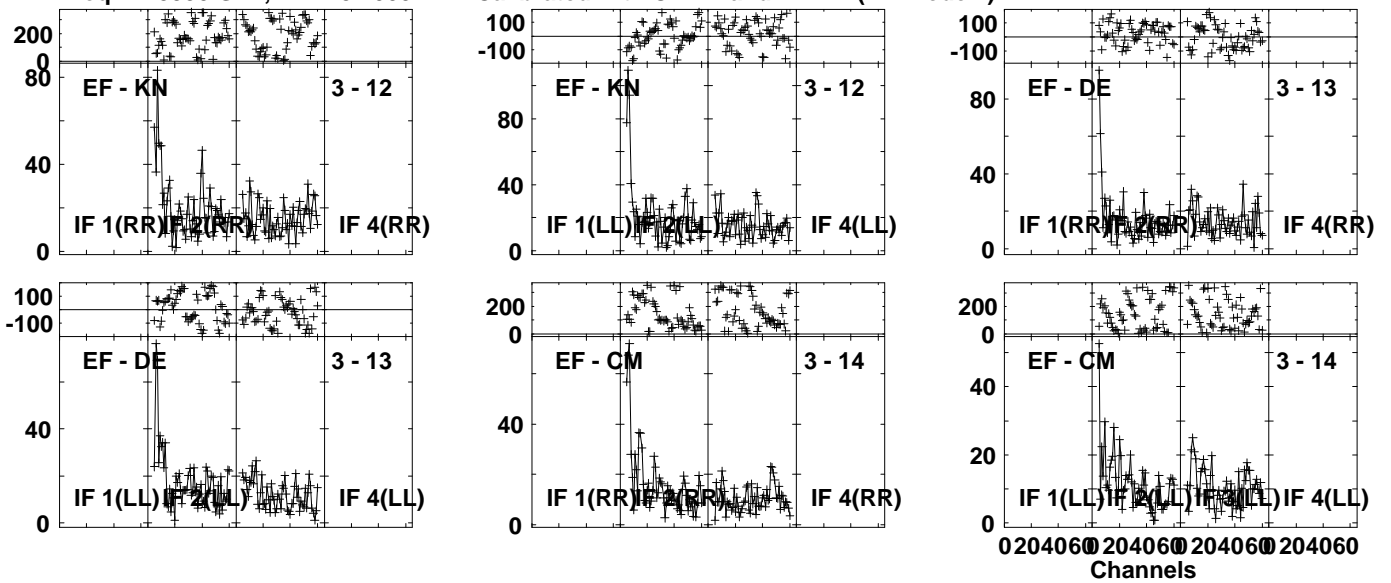 200
0
80
EF - KN
3 - 12
40
IF 1(RR)
IF 2(RR)
IF 4(RR)
0
100
-100
EF - KN
3 - 12
80
40
IF 1(LL)
IF 2(LL)
IF 4(LL)
0
100
-100
EF - DE
3 - 13
80
40
IF 1(RR)
IF 2(RR)
IF 4(RR)
0
100
-100
EF - DE
3 - 13
40
IF 1(LL)
IF 2(LL)
IF 4(LL)
0
200
0
EF - CM
3 - 14
40
IF 1(RR)
IF 2(RR)
IF 4(RR)
0
200
0
EF - CM
3 - 14
40
20
IF 1(LL)
IF 2(LL)
IF 3(LL)
IF 4(LL)
0
0 20 40 60 0 20 40 60 0 20 40 60 0 20 40 60
Channels